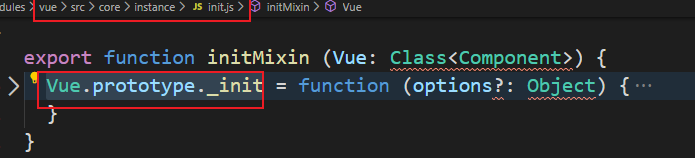 dules > vue > src > core > instance > JS init.js > initMixin > Vue
export function initMixin (Vue: Class<Component>) {
Vue.prototype._init = function (options?: Object) {⋯
}
}